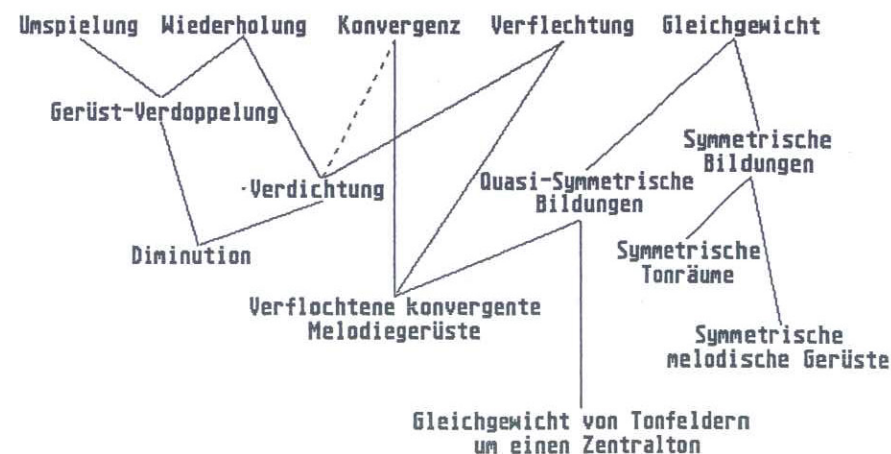 Umspielung Wiederholung Konvergenz Verflechtung Gleichgewicht
Gerüst-Verdoppelung
Symmetrische
Bildungen
Verdichtung
Quasi-Symmetrische
Bildungen
Diminution
Symmetrische
Tonräume
Verflochtene konvergente
Melodiegerüste
Symmetrische
melodische Gerüste
Gleichgewicht von Tonfeldern
um einen Zentralton